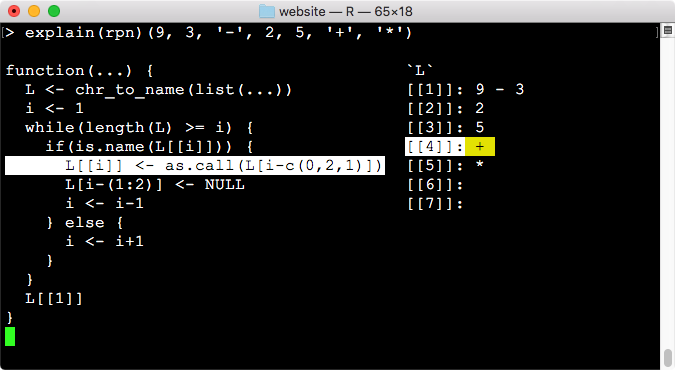 website — R — 65×18
> explain(rpn)(9, 3, '-', 2, 5, '+', '*')
function(...) {
  L <- chr_to_name(list(...))
  i <- 1
  while(length(L) >= i) {
    if(is.name(L[[i]])) {
      L[[i]] <- as.call(L[i-c(0,2,1)])
      L[i-(1:2)] <- NULL
      i <- i-1
    } else {
      i <- i+1
    }
  }
  L[[1]]
}
`L`
[[1]]: 9 - 3
[[2]]: 2
[[3]]: 5
[[4]]: +
[[5]]: *
[[6]]:
[[7]]: